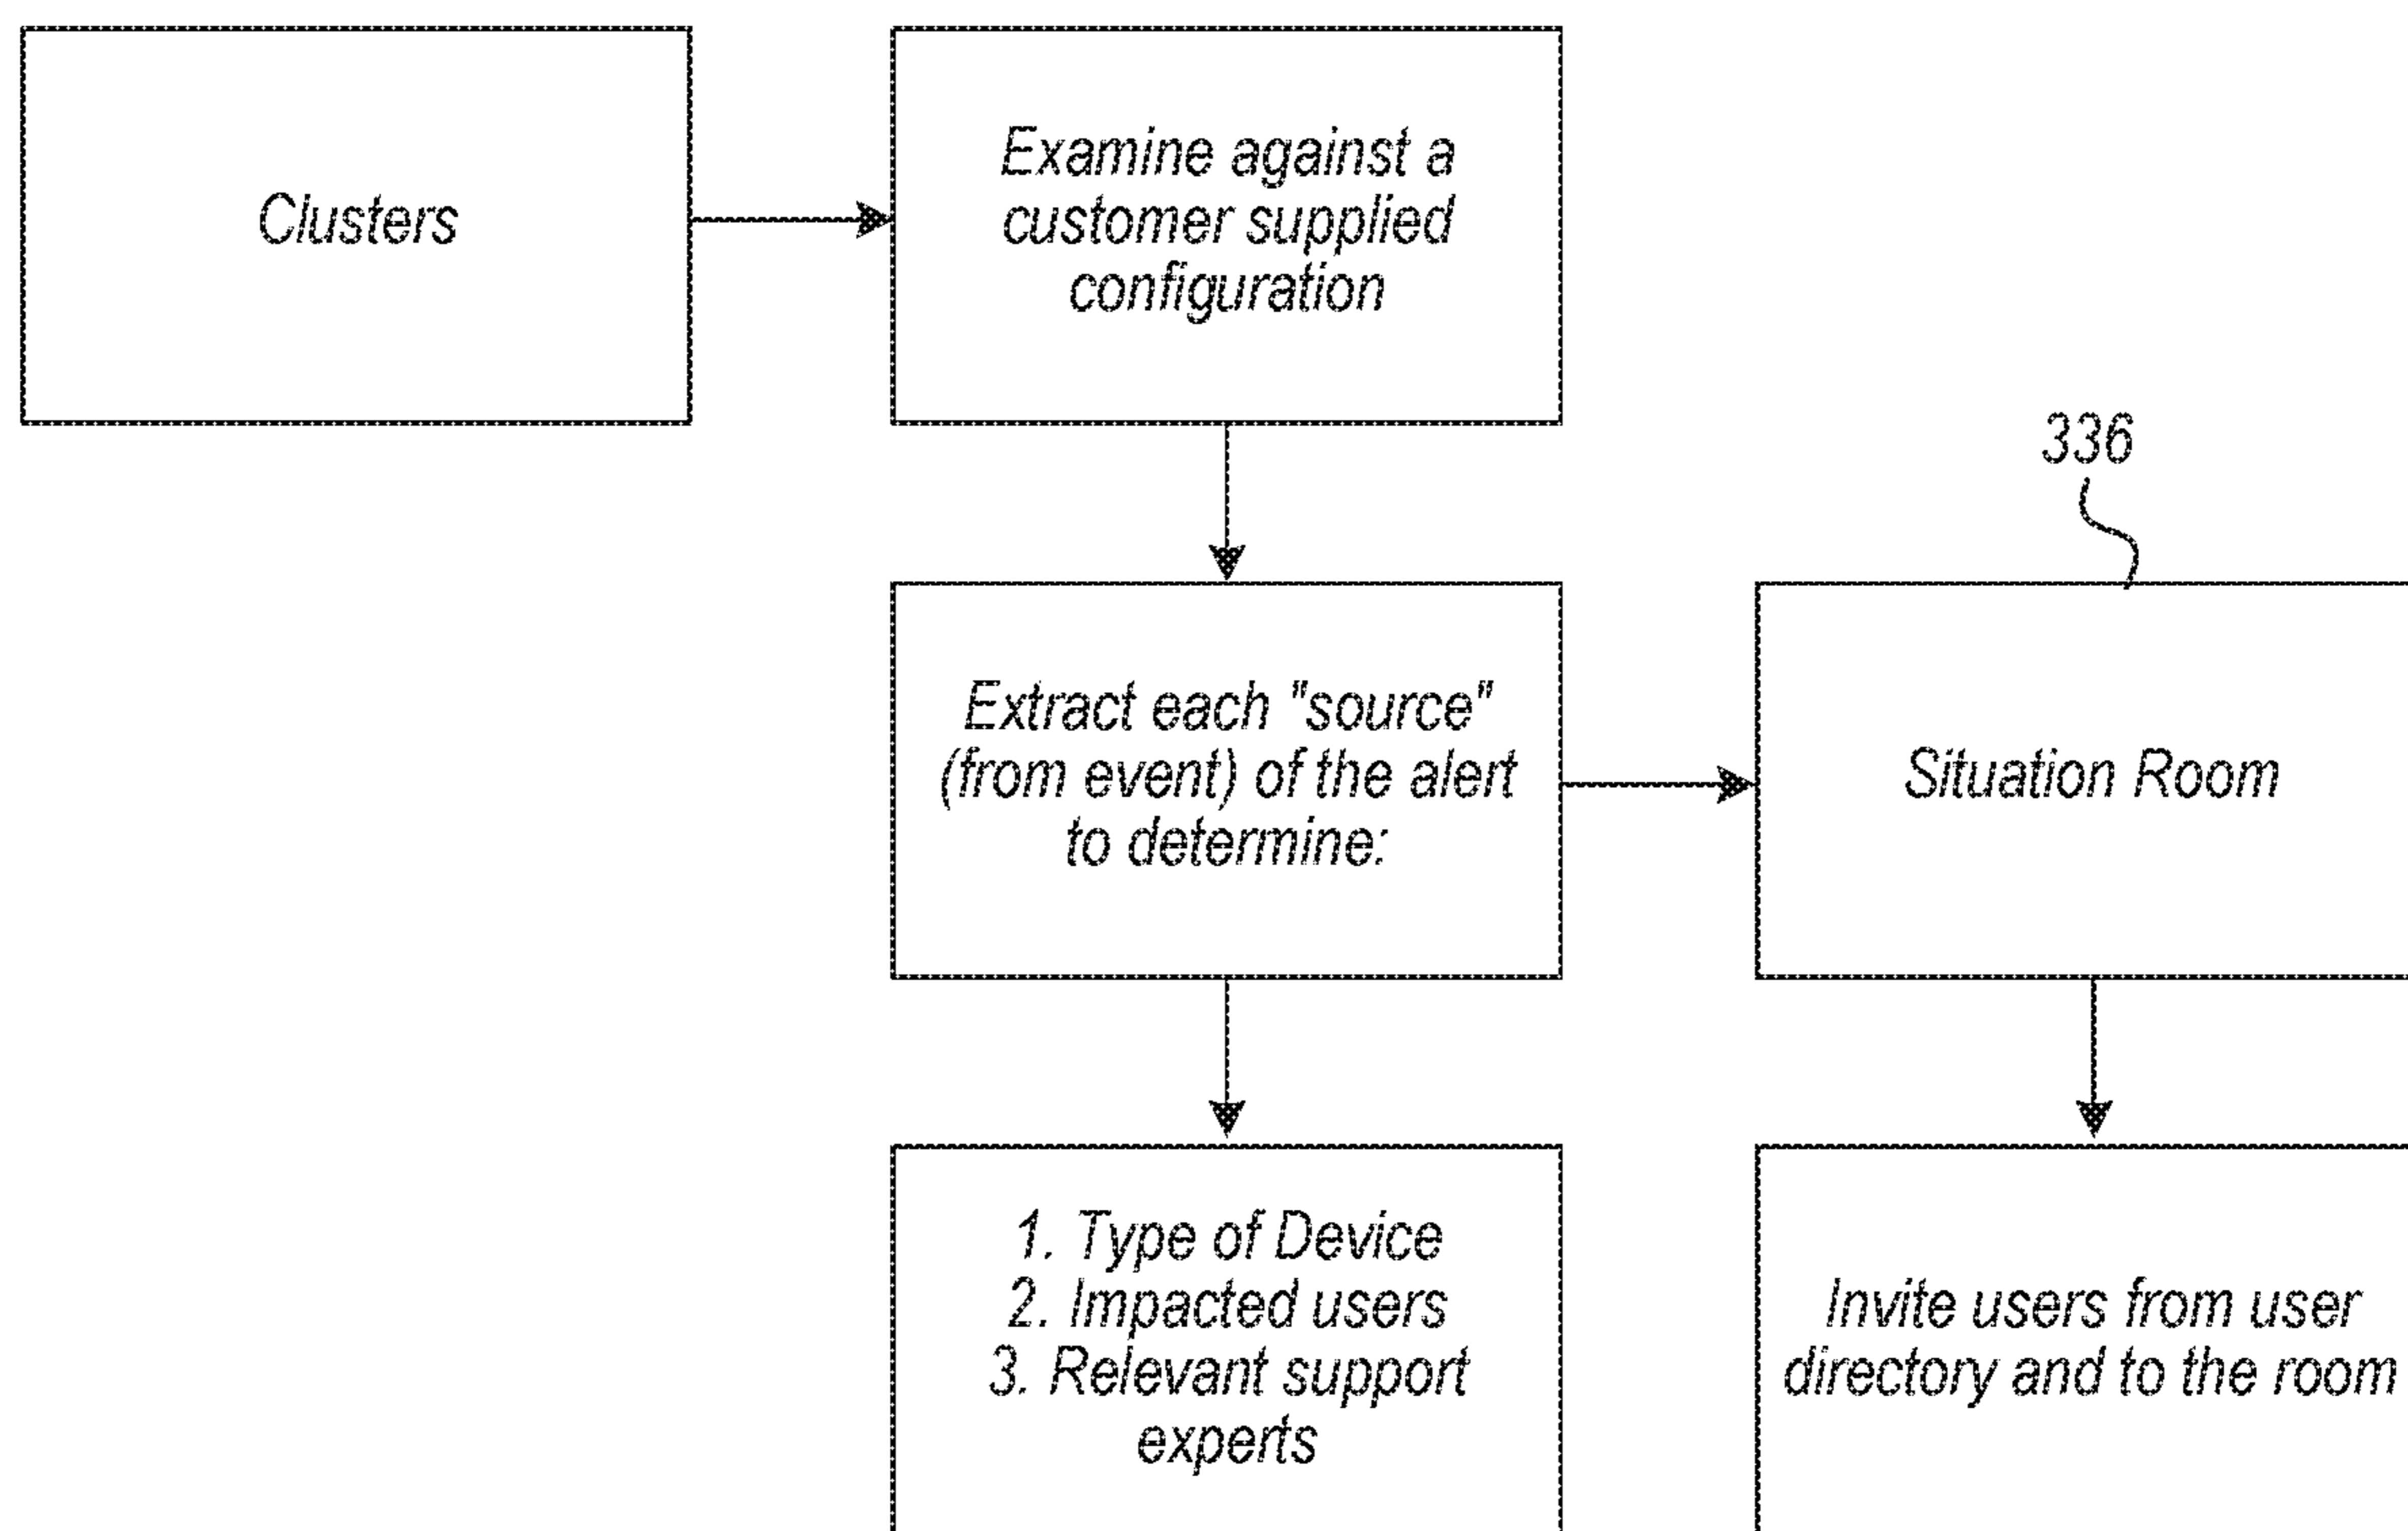 Clusters
Examine against a
customer supplied
configuration
336
Extract each "source"
(from event) of the alert
to determine:
Situation Room
1. Type of Device
2. Impacted users
3. Relevant support
experts
Invite users from user
directory and to the room